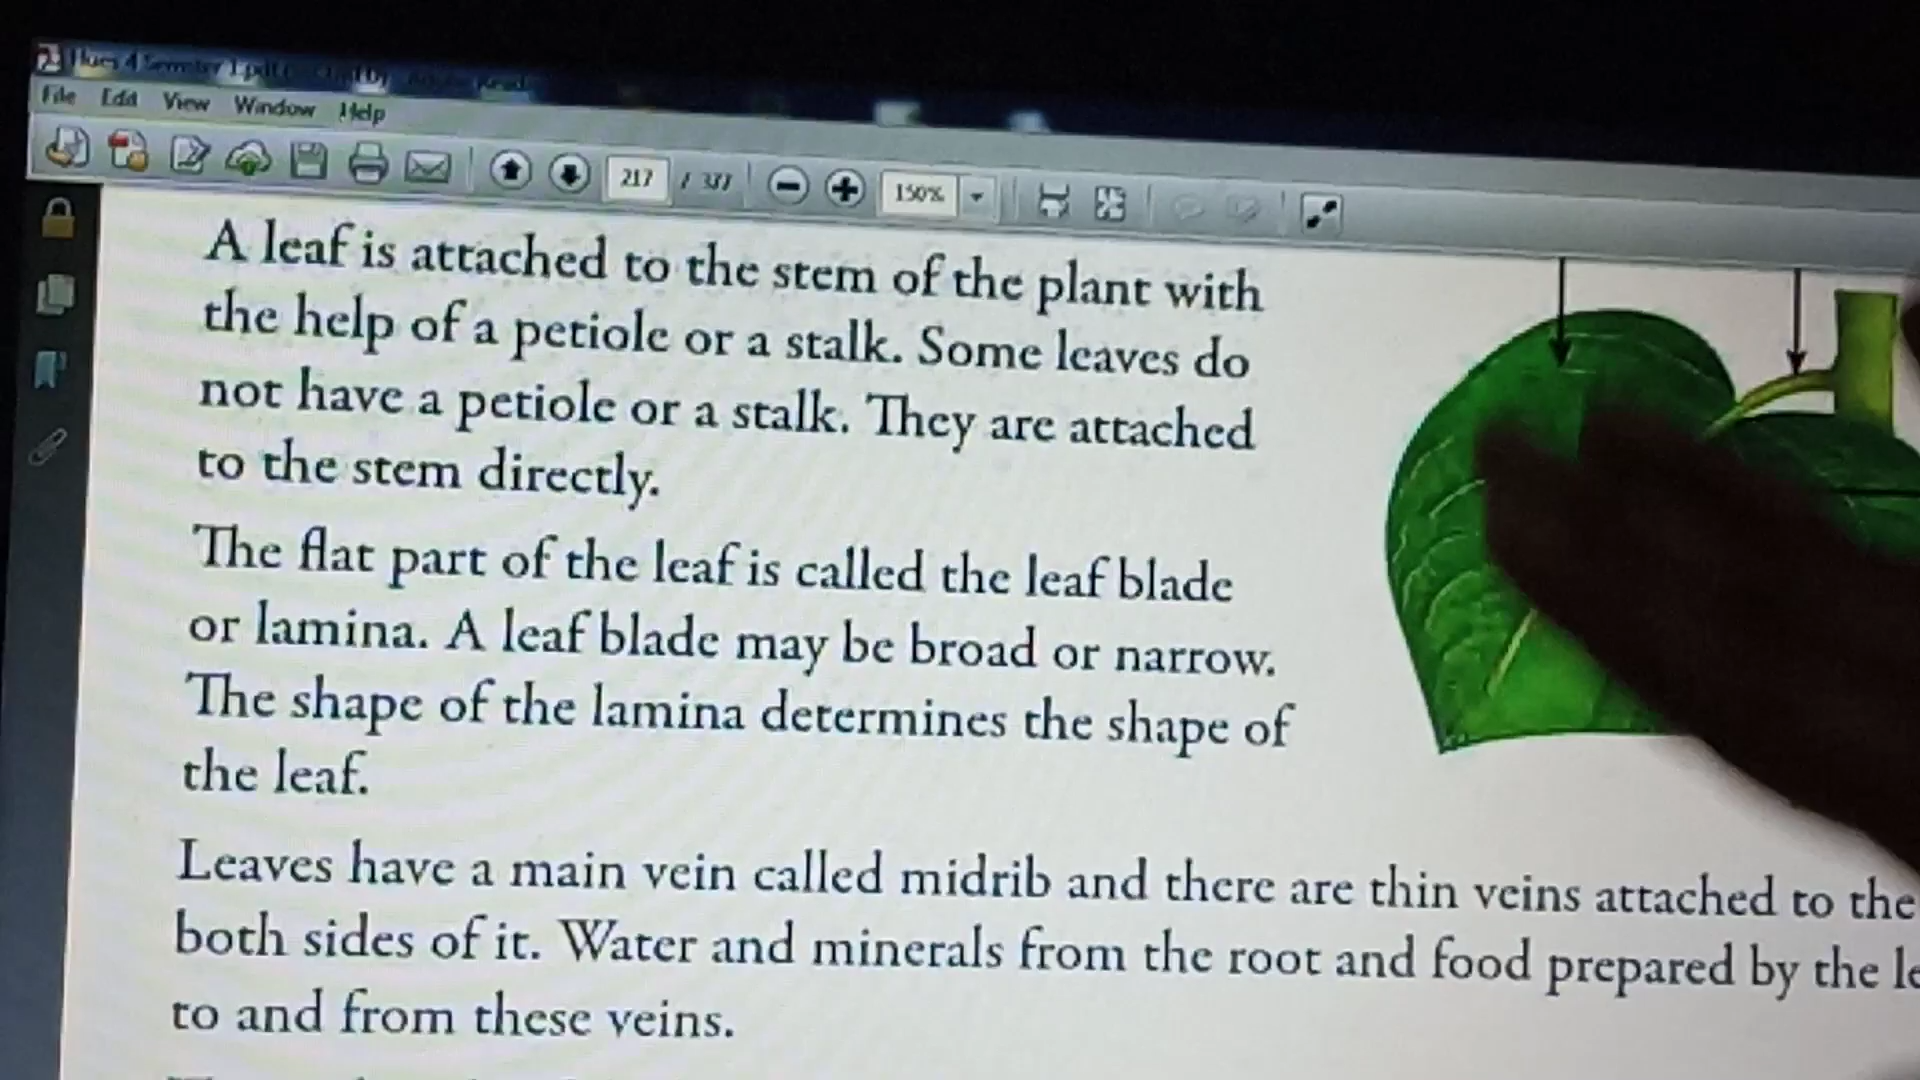 File Edit View Window Help
217 / 377 150%
A leaf is attached to the stem of the plant with
the help of a petiole or a stalk. Some leaves do
not have a petiole or a stalk. They are attached
to the stem directly.
The flat part of the leaf is called the leaf blade
or lamina. A leaf blade may be broad or narrow.
The shape of the lamina determines the shape of
the leaf.
Leaves have a main vein called midrib and there are thin veins attached to the
both sides of it. Water and minerals from the root and food prepared by the le
to and from these veins.